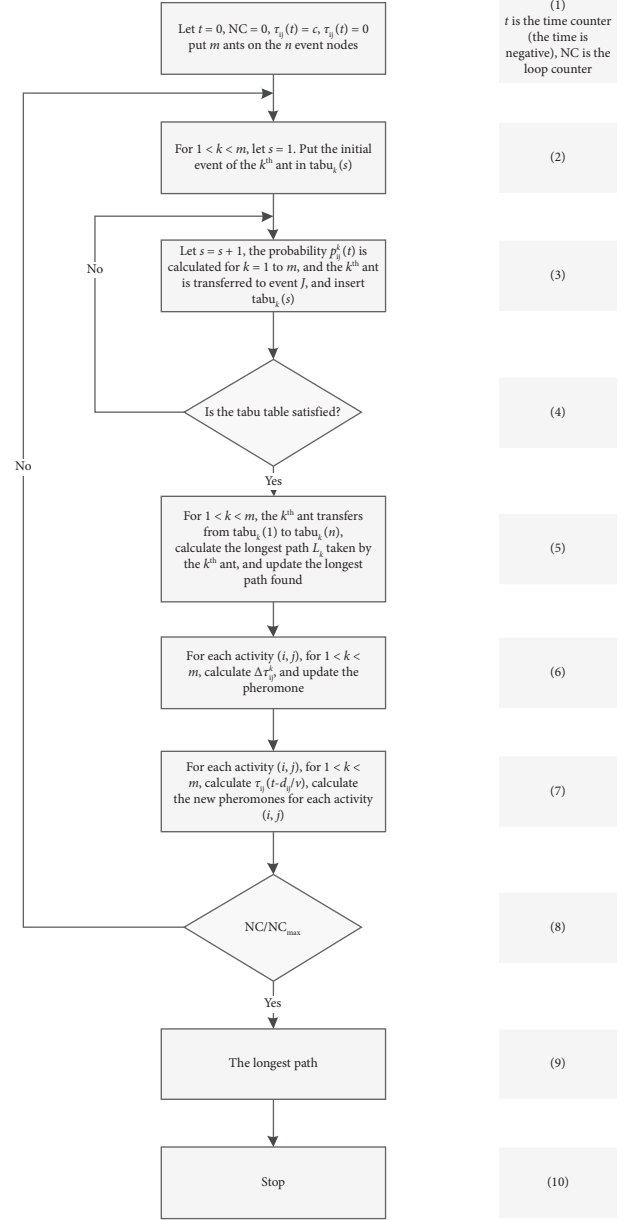 Let t = 0, NC = 0, τij(t) = c, τij(t) = 0
put m ants on the n event nodes
(1)
t is the time counter
(the time is
negative), NC is the
loop counter
For 1 < k < m, let s = 1. Put the initial
event of the kth ant in tabuk(s)
(2)
Let s = s + 1, the probability pkij(t) is
calculated for k = 1 to m, and the kth ant
is transferred to event J, and insert
tabuk(s)
(3)
No
Is the tabu table satisfied?
(4)
No
Yes
For 1 < k < m, the kth ant transfers
from tabuk(1) to tabuk(n),
calculate the longest path Lk taken by
the kth ant, and update the longest
path found
(5)
For each activity (i, j), for 1 < k <
m, calculate Δτkij, and update the
pheromone
(6)
For each activity (i, j), for 1 < k <
m, calculate τij(t-dij/v), calculate
the new pheromones for each activity
(i, j)
(7)
NC/NCmax
(8)
Yes
The longest path
(9)
Stop
(10)